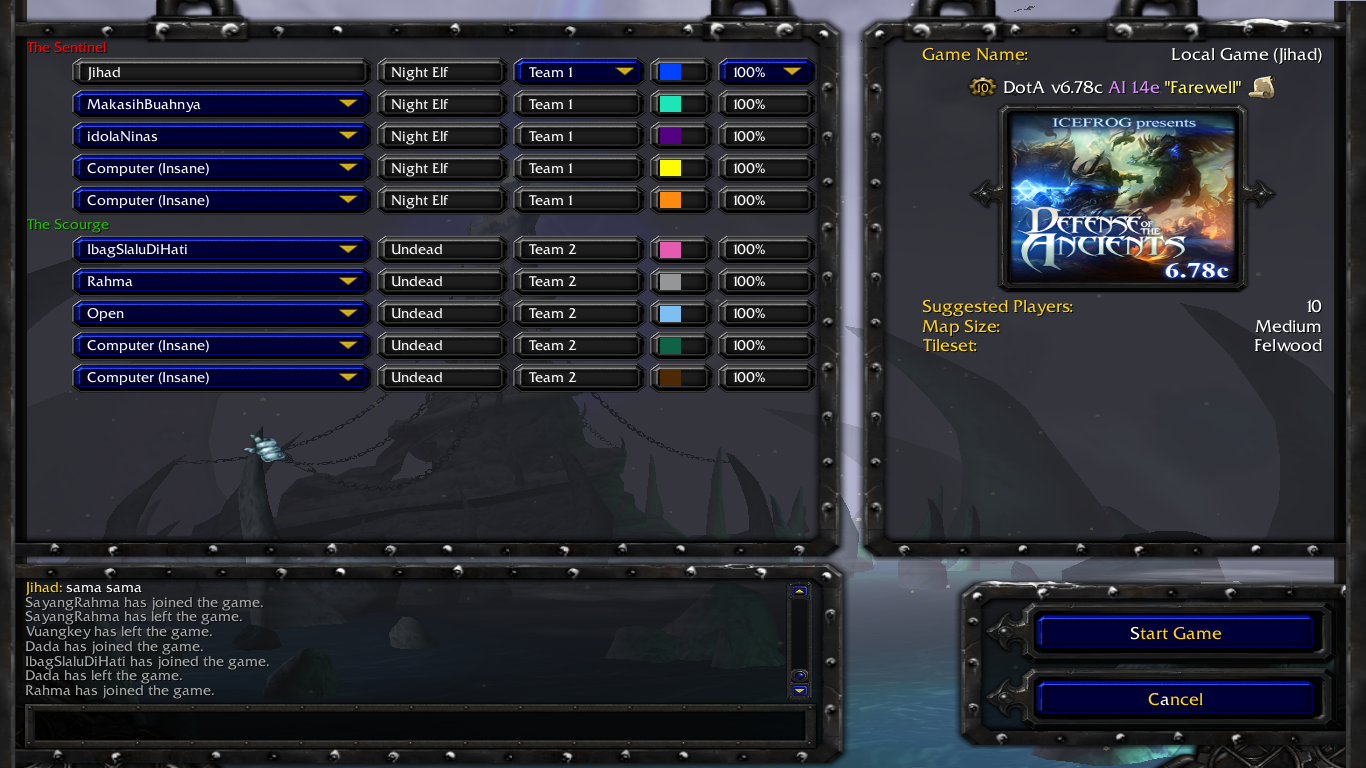 The Sentinel
Jihad Night Elf Team 1 100%
MakasihBuahnya Night Elf Team 1 100%
idolaNinas Night Elf Team 1 100%
Computer (Insane) Night Elf Team 1 100%
Computer (Insane) Night Elf Team 1 100%
The Scourge
IbagSlaluDiHati Undead Team 2 100%
Rahma Undead Team 2 100%
Open Undead Team 2 100%
Computer (Insane) Undead Team 2 100%
Computer (Insane) Undead Team 2 100%
Game Name: Local Game (Jihad)
10 DotA v6.78c AI 1.4e "Farewell"
ICEFROG presents
DEFENSE OF THE
ANCIENTS
6.78c
Suggested Players: 10
Map Size: Medium
Tileset: Felwood
Jihad: sama sama
SayangRahma has joined the game.
SayangRahma has left the game.
Vuangkey has left the game.
Dada has joined the game.
IbagSlaluDiHati has joined the game.
Dada has left the game.
Rahma has joined the game.
Start Game
Cancel